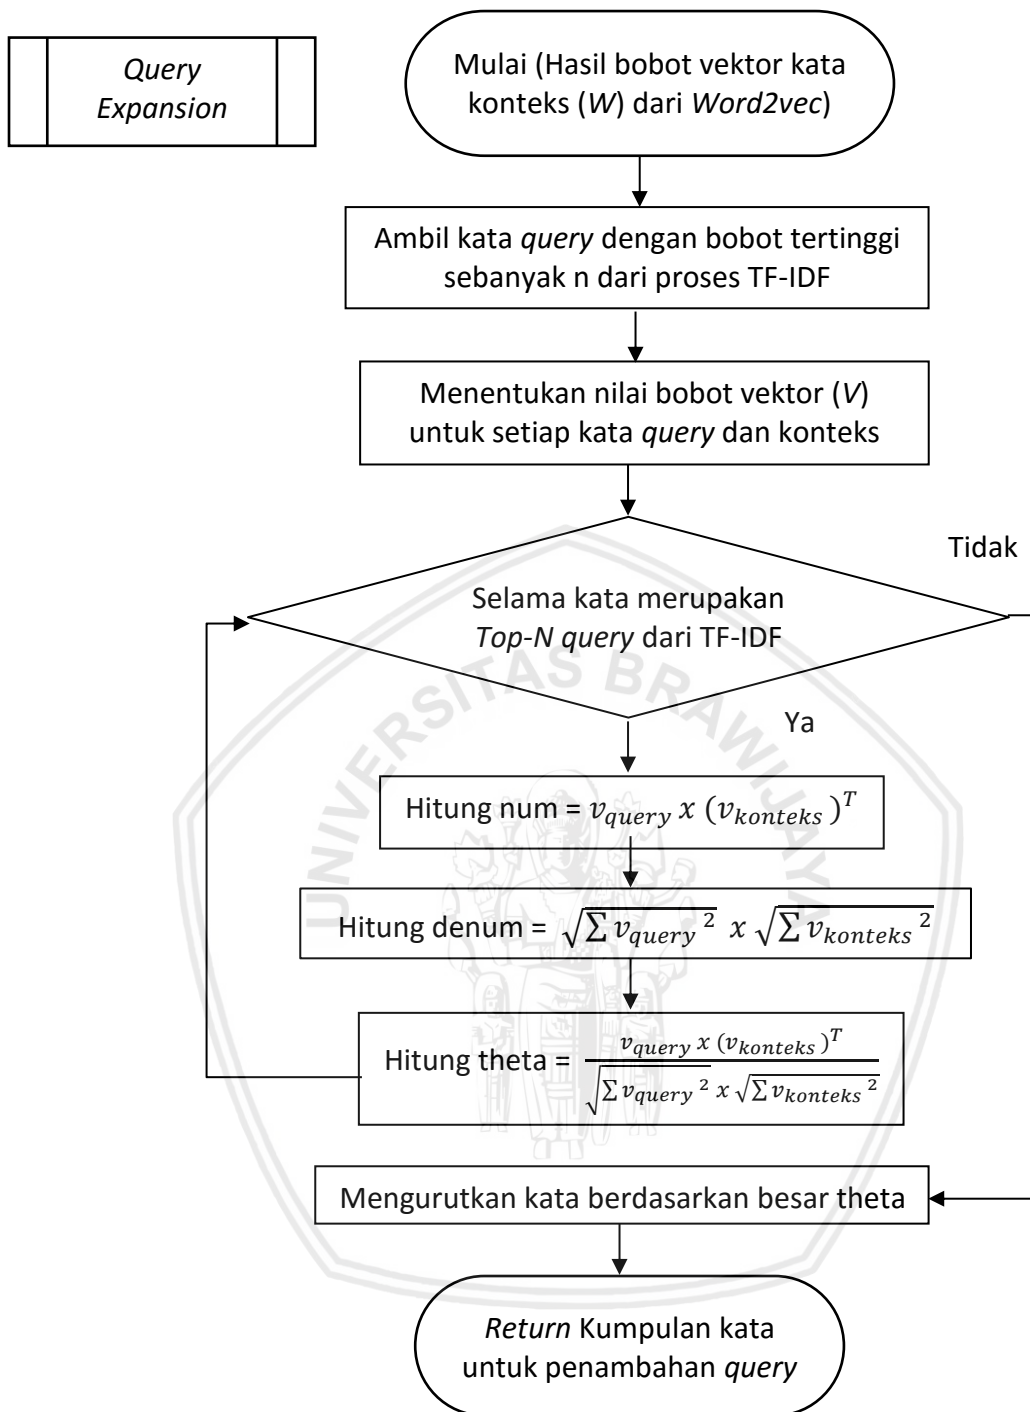 Query
Expansion
Mulai (Hasil bobot vektor kata
konteks (W) dari Word2vec)
Ambil kata query dengan bobot tertinggi
sebanyak n dari proses TF-IDF
Menentukan nilai bobot vektor (V)
untuk setiap kata query dan konteks
Tidak
Selama kata merupakan
Top-N query dari TF-IDF
Ya
Hitung num = v_query x (v_konteks)^T
Hitung denum = √(∑ v_query²) x √(∑ v_konteks²)
Hitung theta = (v_query x (v_konteks)^T) / (√(∑ v_query²) x √(∑ v_konteks²))
Mengurutkan kata berdasarkan besar theta
Return Kumpulan kata
untuk penambahan query
UNIVERSITAS BRAWIJAYA